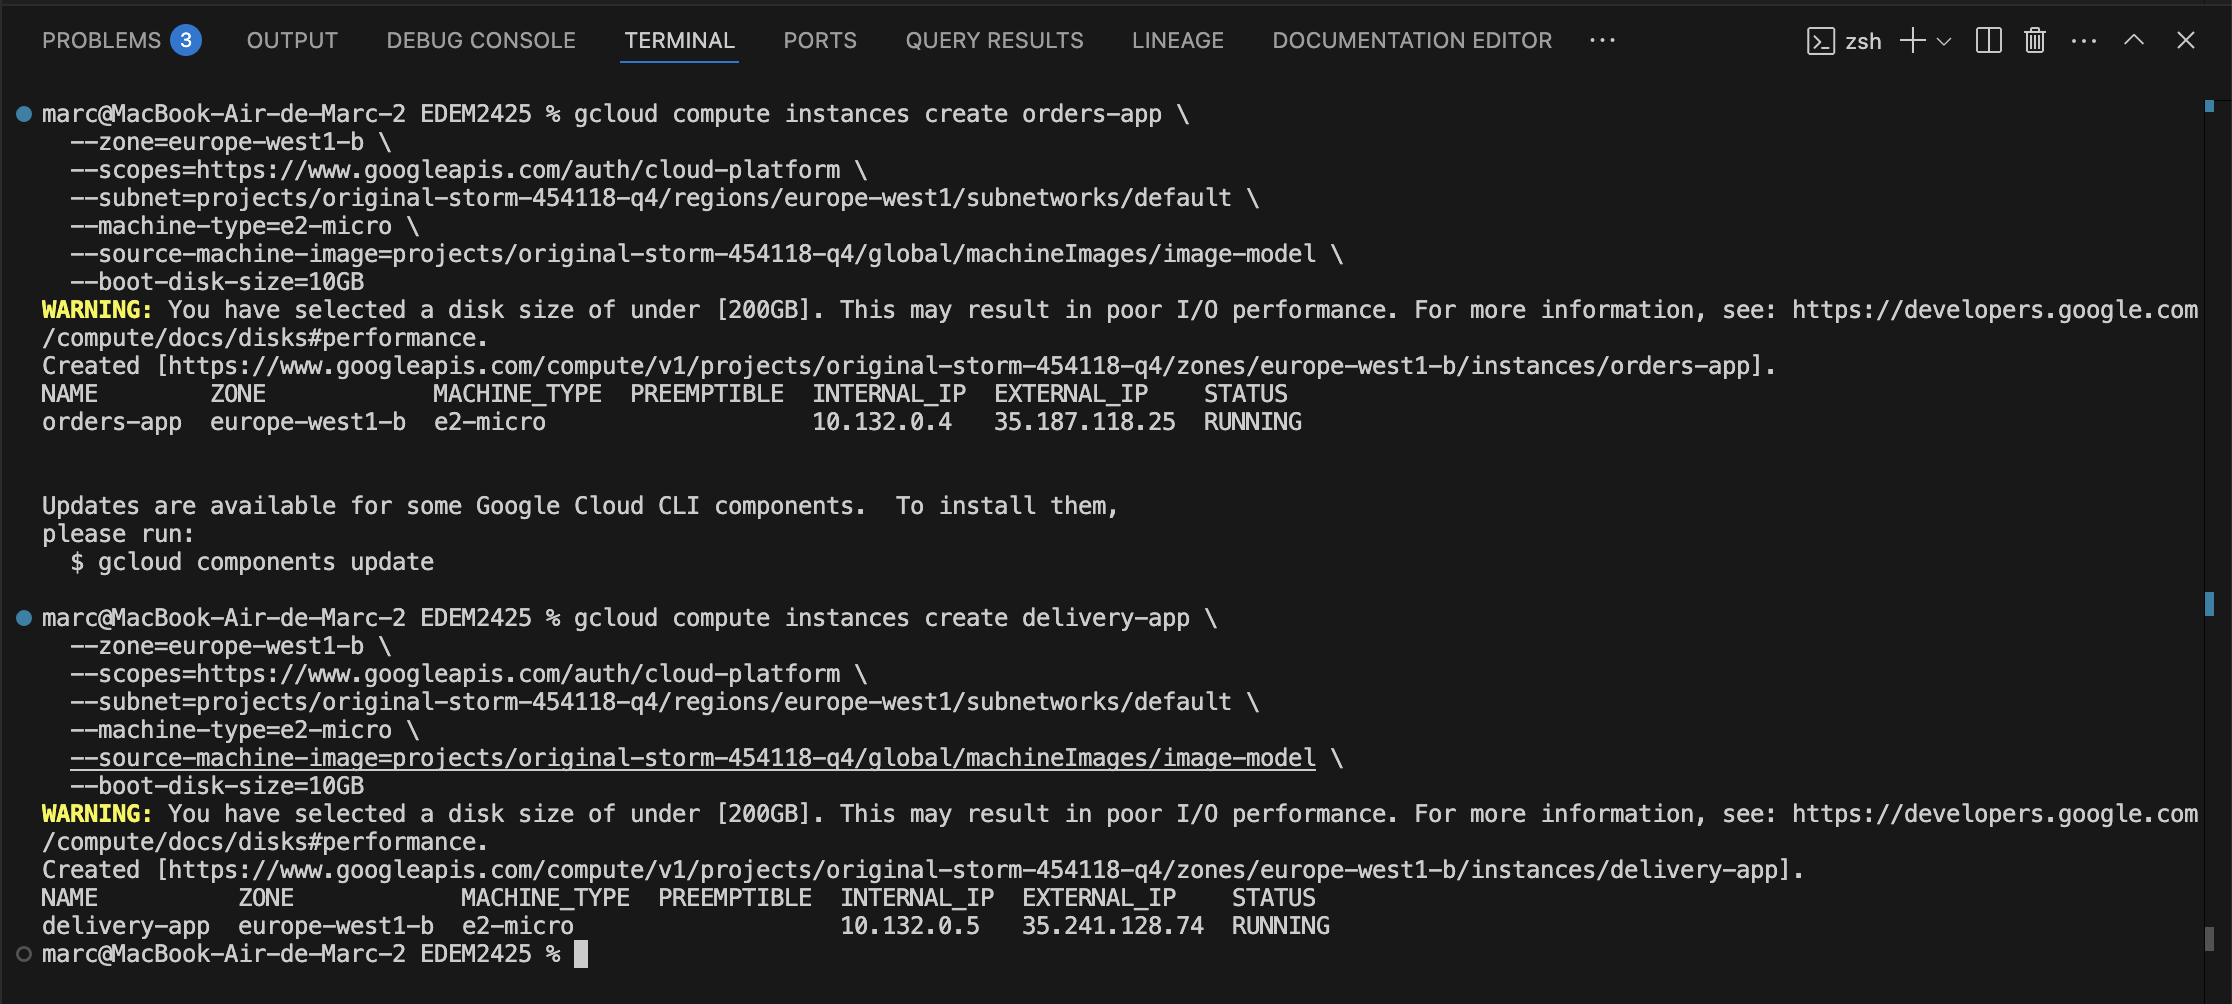 PROBLEMS 3 OUTPUT DEBUG CONSOLE TERMINAL PORTS QUERY RESULTS LINEAGE DOCUMENTATION EDITOR ··· zsh ···
marc@MacBook-Air-de-Marc-2 EDEM2425 % gcloud compute instances create orders-app \
  --zone=europe-west1-b \
  --scopes=https://www.googleapis.com/auth/cloud-platform \
  --subnet=projects/original-storm-454118-q4/regions/europe-west1/subnetworks/default \
  --machine-type=e2-micro \
  --source-machine-image=projects/original-storm-454118-q4/global/machineImages/image-model \
  --boot-disk-size=10GB
WARNING: You have selected a disk size of under [200GB]. This may result in poor I/O performance. For more information, see: https://developers.google.com
/compute/docs/disks#performance.
Created [https://www.googleapis.com/compute/v1/projects/original-storm-454118-q4/zones/europe-west1-b/instances/orders-app].
NAME        ZONE            MACHINE_TYPE  PREEMPTIBLE  INTERNAL_IP  EXTERNAL_IP    STATUS
orders-app  europe-west1-b  e2-micro                   10.132.0.4   35.187.118.25  RUNNING
Updates are available for some Google Cloud CLI components.  To install them,
please run:
  $ gcloud components update
marc@MacBook-Air-de-Marc-2 EDEM2425 % gcloud compute instances create delivery-app \
  --zone=europe-west1-b \
  --scopes=https://www.googleapis.com/auth/cloud-platform \
  --subnet=projects/original-storm-454118-q4/regions/europe-west1/subnetworks/default \
  --machine-type=e2-micro \
  --source-machine-image=projects/original-storm-454118-q4/global/machineImages/image-model \
  --boot-disk-size=10GB
WARNING: You have selected a disk size of under [200GB]. This may result in poor I/O performance. For more information, see: https://developers.google.com
/compute/docs/disks#performance.
Created [https://www.googleapis.com/compute/v1/projects/original-storm-454118-q4/zones/europe-west1-b/instances/delivery-app].
NAME          ZONE            MACHINE_TYPE  PREEMPTIBLE  INTERNAL_IP  EXTERNAL_IP    STATUS
delivery-app  europe-west1-b  e2-micro                   10.132.0.5   35.241.128.74  RUNNING
marc@MacBook-Air-de-Marc-2 EDEM2425 %